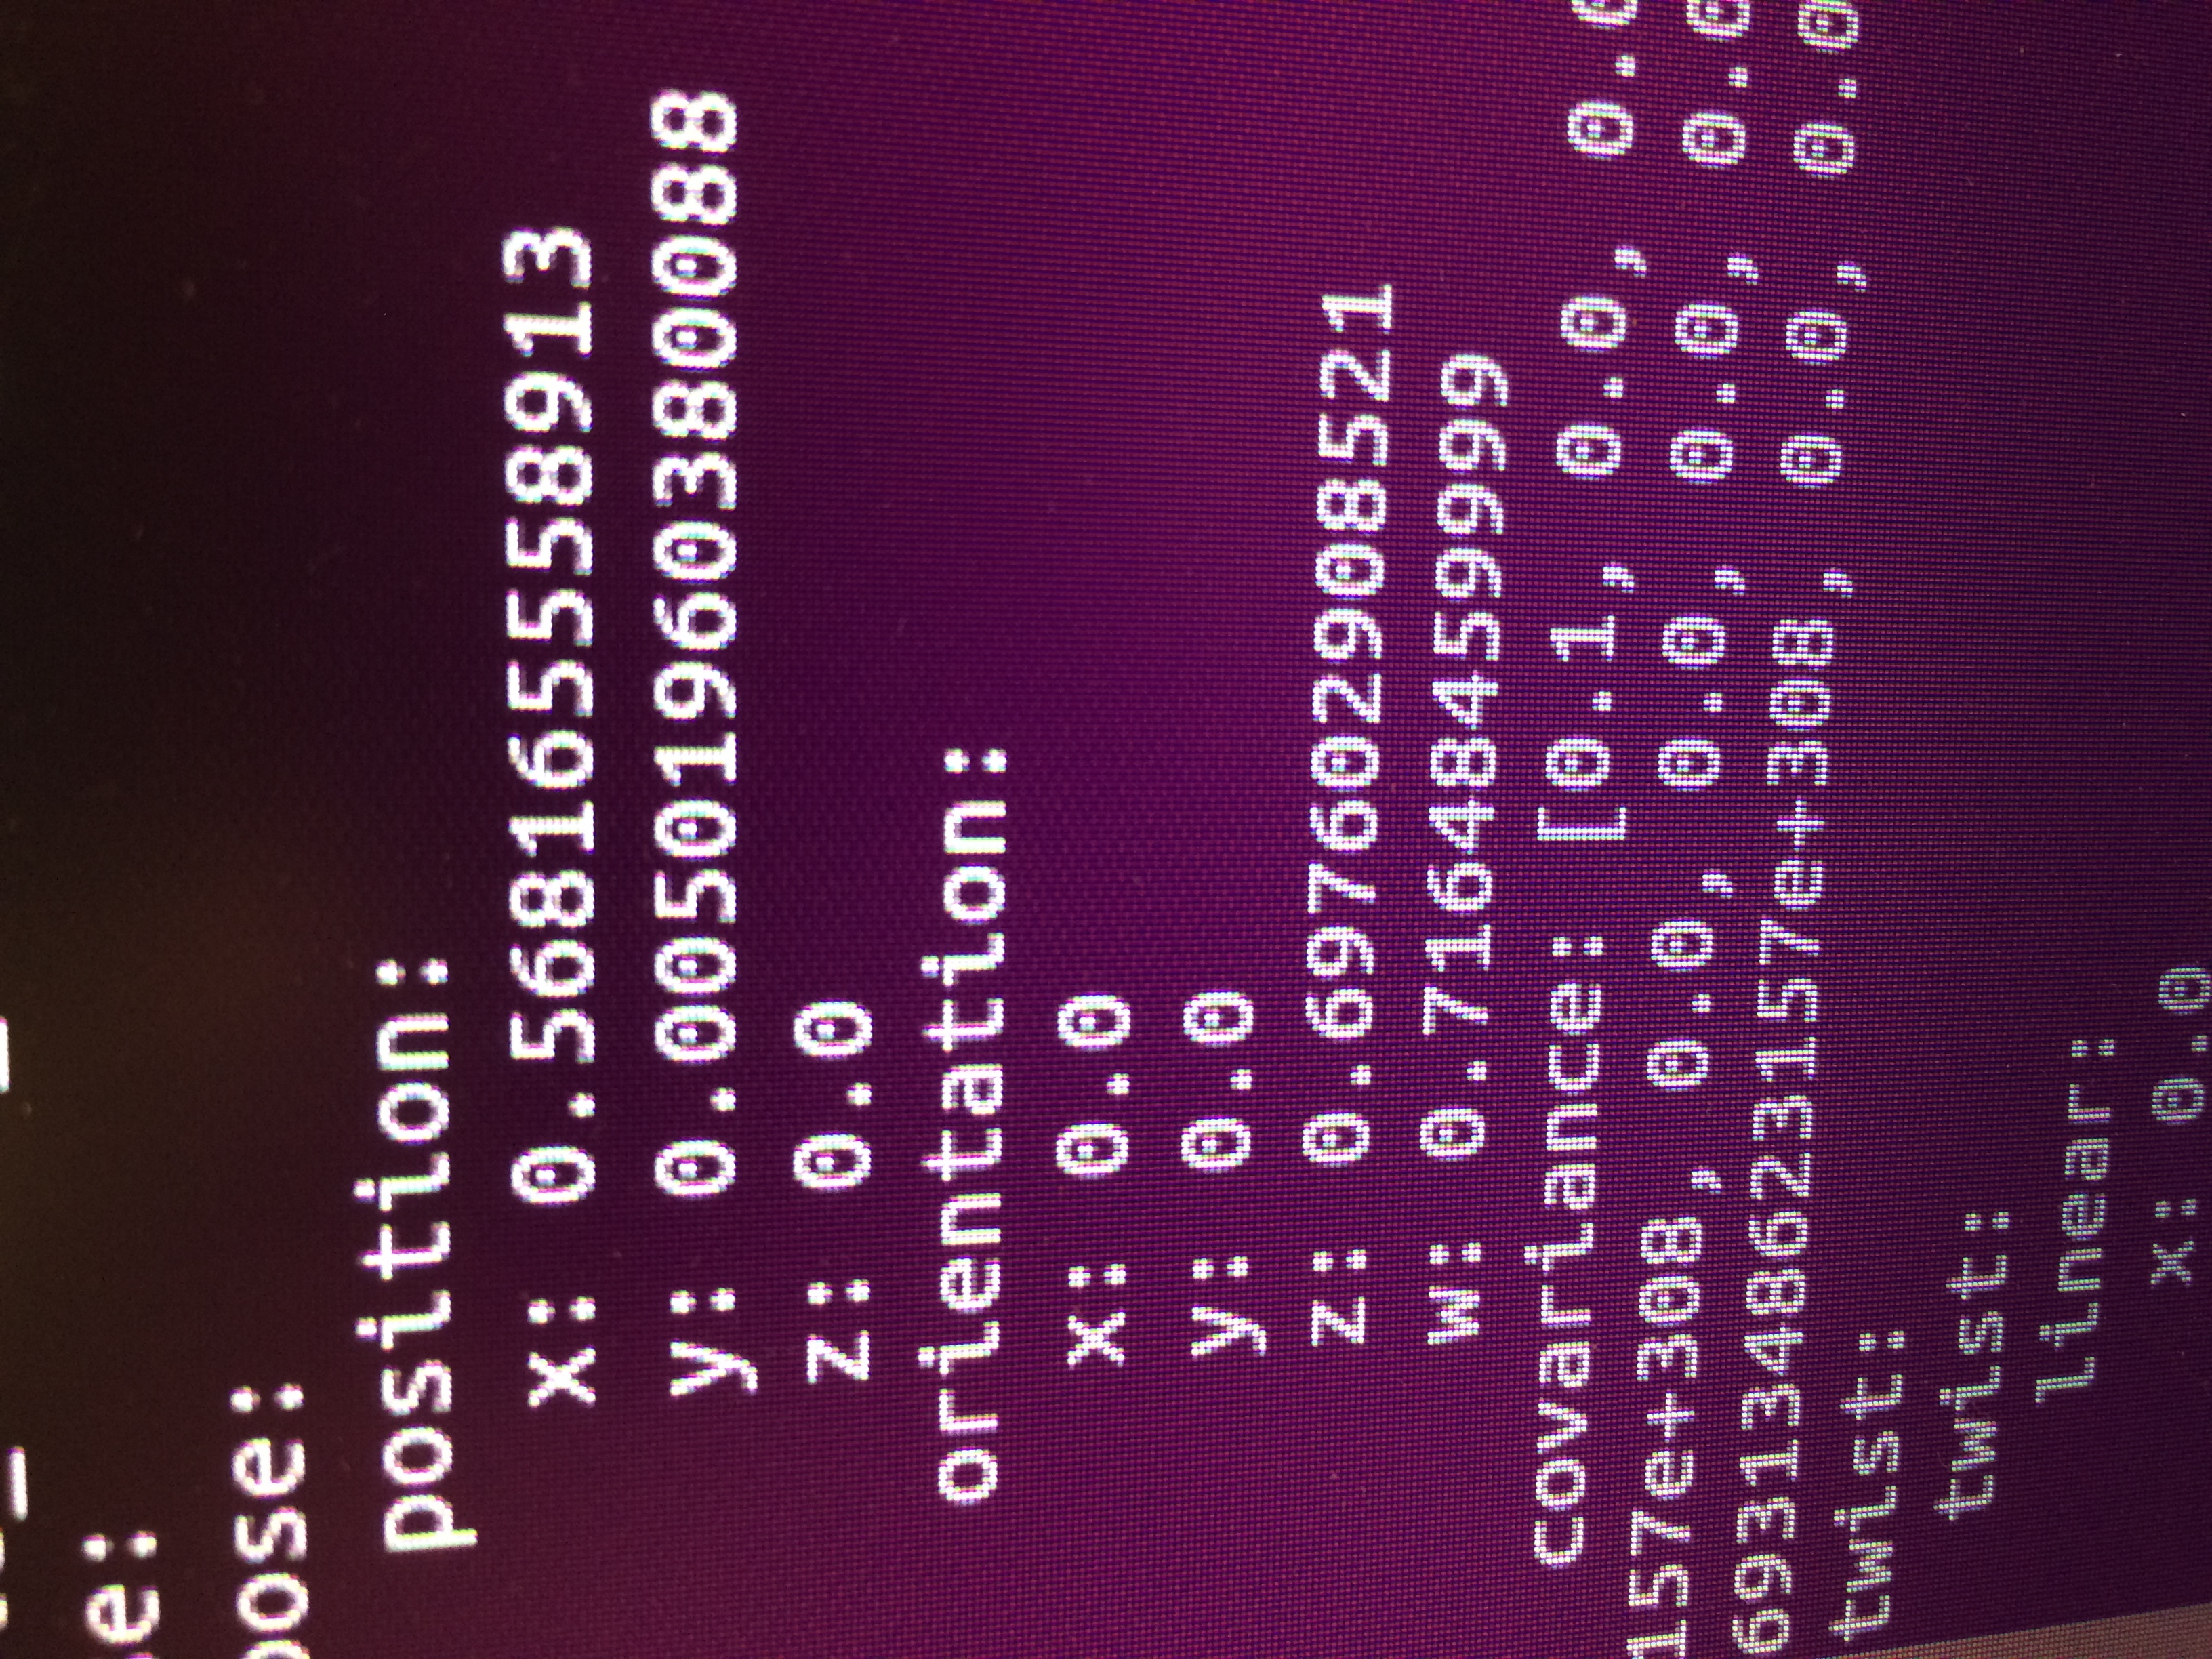 se:
pose:
position:
x: 0.568165558913
y: 0.00501960380088
z: 0.0
orientation:
x: 0.0
y: 0.0
z: 0.697602908521
w: 0.71648459999
covariance: [0.1, 0.0, 0.0
157e+308, 0.0, 0.0, 0.0, 0.0
6931348623157e+308, 0.0, 0.0
twist:
twist:
linear:
x: 0.0